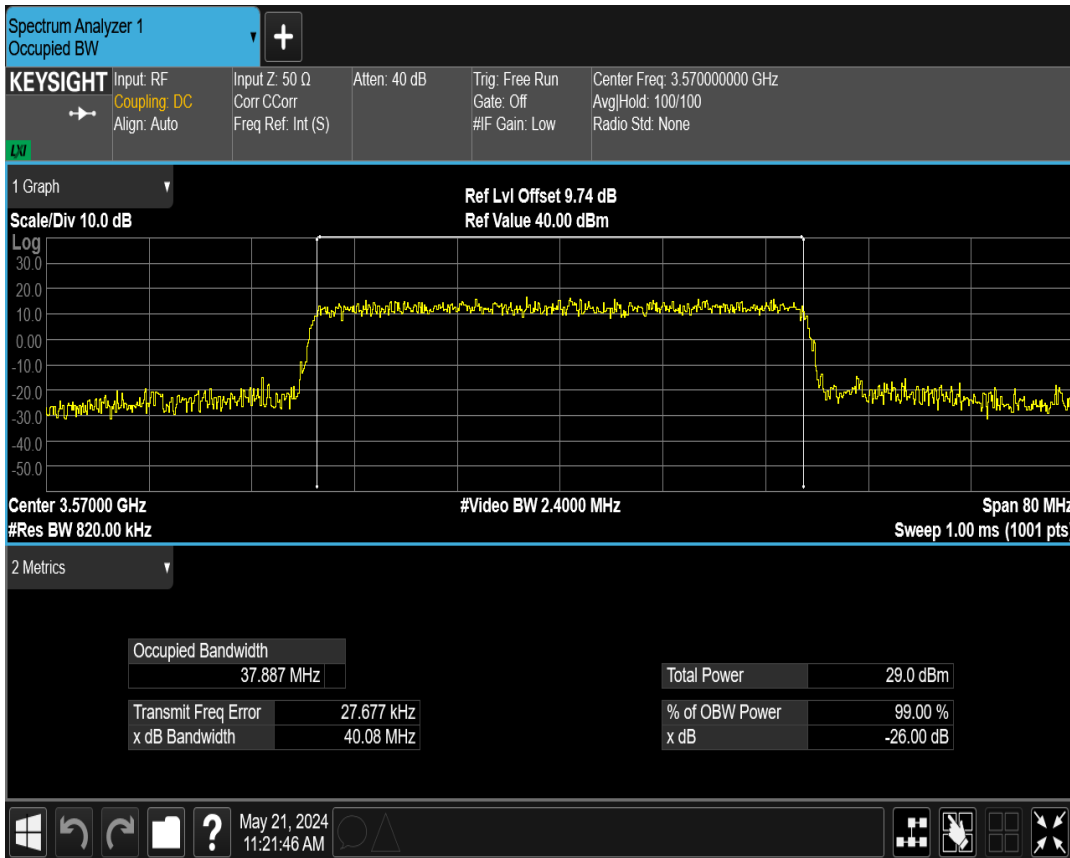 Spectrum Analyzer 1
Occupied BW
+
KEYSIGHT
LXI
Input: RF
Coupling: DC
Align: Auto
Input Z: 50 Ω
Corr CCorr
Freq Ref: Int (S)
Atten: 40 dB
Trig: Free Run
Gate: Off
#IF Gain: Low
Center Freq: 3.570000000 GHz
Avg|Hold: 100/100
Radio Std: None
1 Graph
Scale/Div 10.0 dB
Ref Lvl Offset 9.74 dB
Ref Value 40.00 dBm
Log
30.0
20.0
10.0
0.00
-10.0
-20.0
-30.0
-40.0
-50.0
Center 3.57000 GHz
#Video BW 2.4000 MHz
Span 80 MHz
#Res BW 820.00 kHz
Sweep 1.00 ms (1001 pts)
2 Metrics
Occupied Bandwidth
37.887 MHz
Total Power 29.0 dBm
Transmit Freq Error 27.677 kHz
% of OBW Power 99.00 %
x dB Bandwidth 40.08 MHz
x dB -26.00 dB
?
May 21, 2024
11:21:46 AM